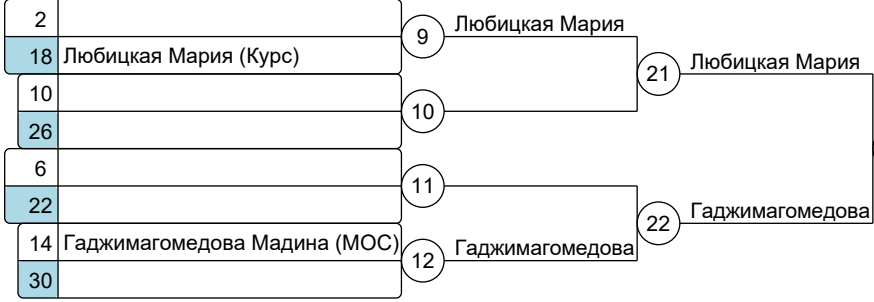 2
9
Любицкая Мария
18 Любицкая Мария (Курс)
21
Любицкая Мария
10
10
26
6
11
22
22
Гаджимагомедова
14 Гаджимагомедова Мадина (МОС)
12
Гаджимагомедова
30